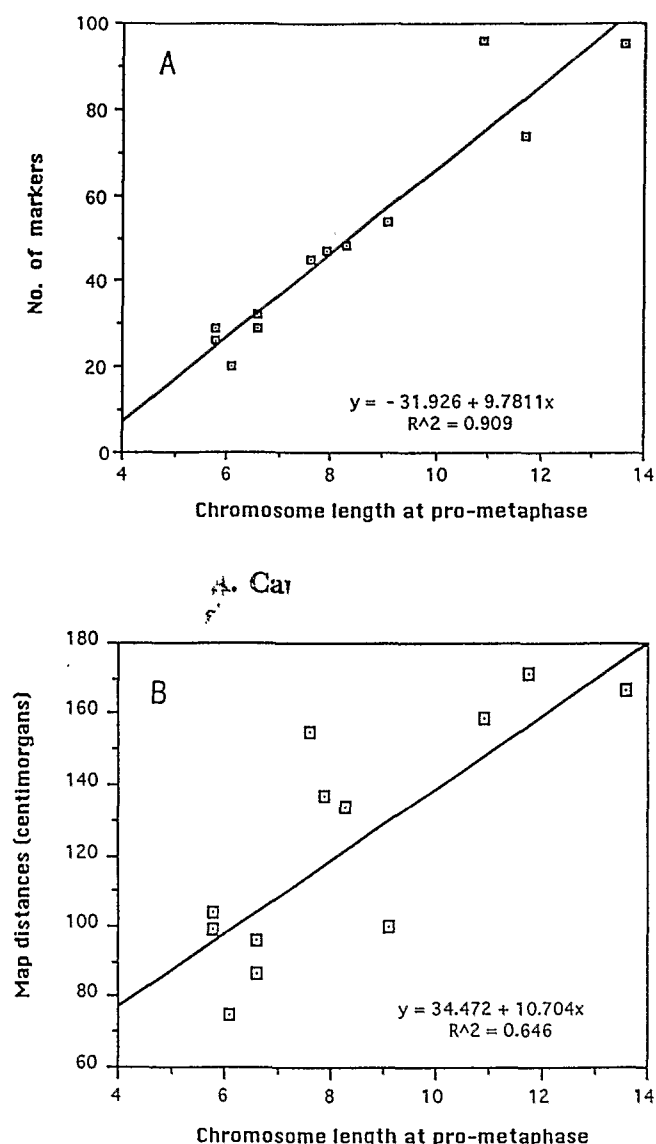 100
A
80
60
40
20
0
No. of markers
y = - 31.926 + 9.7811x
R^2 = 0.909
4 6 8 10 12 14
Chromosome length at pro-metaphase
A. Car
180
B
160
140
120
100
80
60
Map distances (centimorgans)
y = 34.472 + 10.704x
R^2 = 0.646
4 6 8 10 12 14
Chromosome length at pro-metaphase